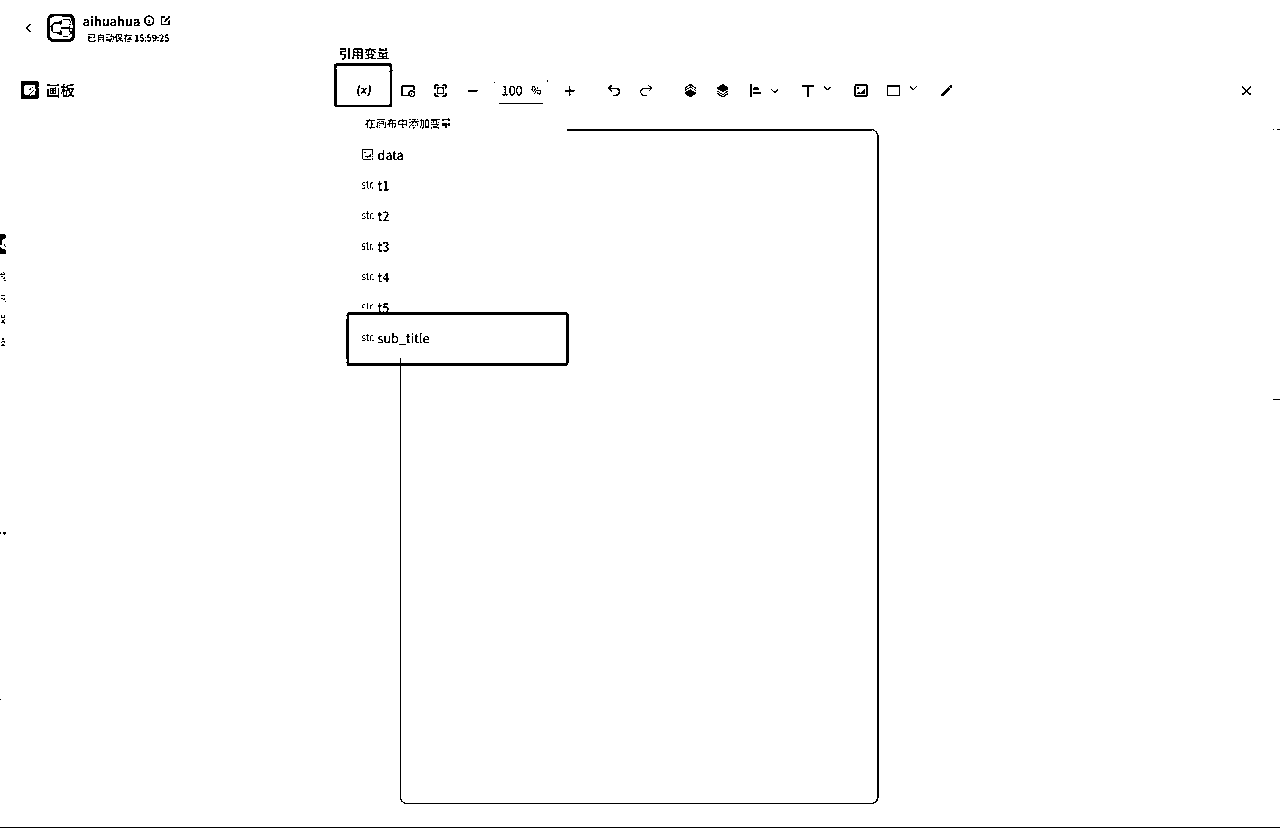 aihuahua
已自动保存 15:59:25
引用变量
画板
(x)
100 %
在画布中添加变量
data
str. t1
str. t2
str. t3
str. t4
str. t5
str. sub_title